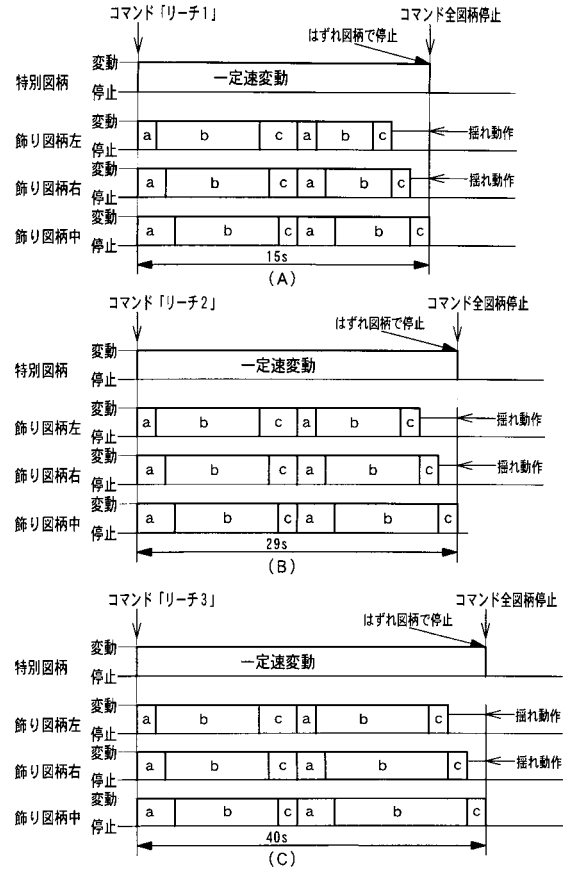 コマンド「リーチ1」 コマンド全図柄停止
はずれ図柄で停止
特別図柄 変動 一定速変動
停止
飾り図柄左 変動 a b c a b c 揺れ動作
停止
飾り図柄右 変動 a b c a b c 揺れ動作
停止
飾り図柄中 変動 a b c a b c
停止
15s
(A)
コマンド「リーチ2」 コマンド全図柄停止
はずれ図柄で停止
特別図柄 変動 一定速変動
停止
飾り図柄左 変動 a b c a b c 揺れ動作
停止
飾り図柄右 変動 a b c a b c 揺れ動作
停止
飾り図柄中 変動 a b c a b c
停止
29s
(B)
コマンド「リーチ3」 コマンド全図柄停止
はずれ図柄で停止
特別図柄 変動 一定速変動
停止
飾り図柄左 変動 a b c a b c 揺れ動作
停止
飾り図柄右 変動 a b c a b c 揺れ動作
停止
飾り図柄中 変動 a b c a b c
停止
40s
(C)